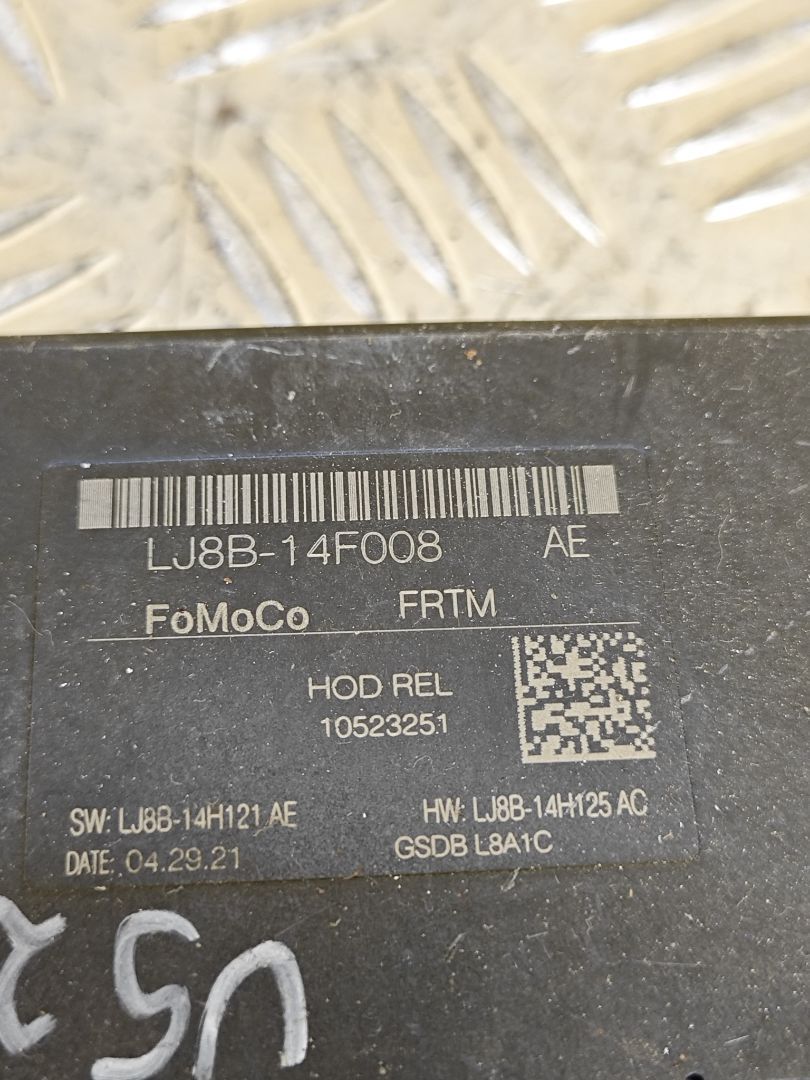 LJ8B-14F008 AE
FoMoCo FRTM
HOD REL
10523251
SW: LJ8B-14H121 AE HW: LJ8B-14H125 AC
DATE: 04.29.21 GSDB L8A1C